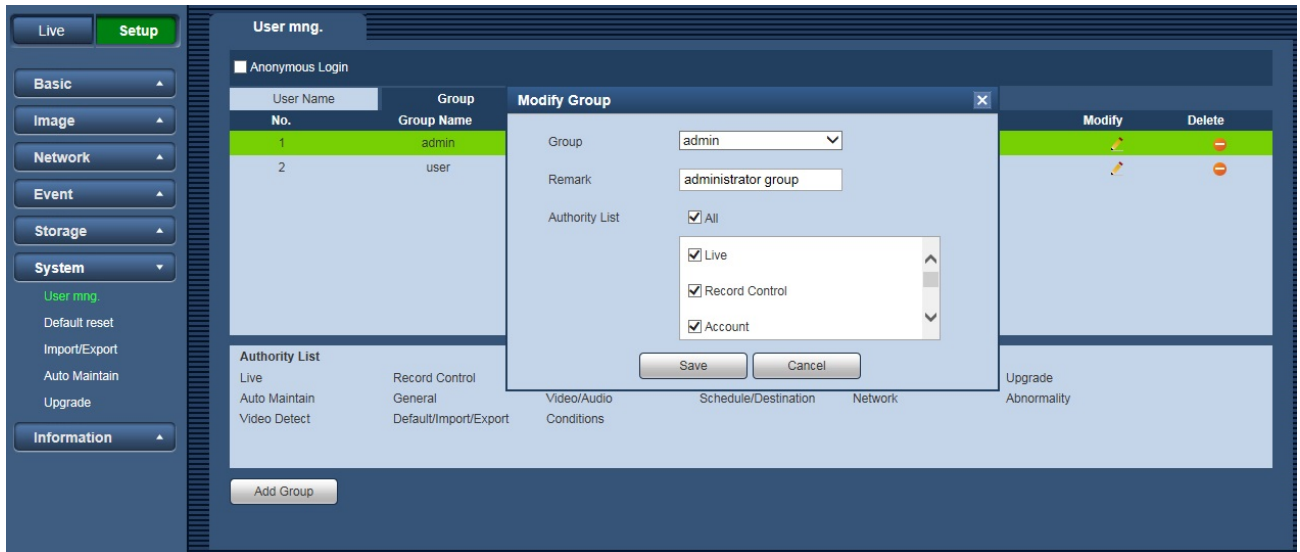 Live Setup
Basic
Image
Network
Event
Storage
System
User mng.
Default reset
Import/Export
Auto Maintain
Upgrade
Information
User mng.
Anonymous Login
User Name Group
No. Group Name Modify Delete
1 admin
2 user
Modify Group
Group admin
Remark administrator group
Authority List All
Live
Record Control
Account
Save Cancel
Authority List
Live Record Control Upgrade
Auto Maintain General Video/Audio Schedule/Destination Network Abnormality
Video Detect Default/Import/Export Conditions
Add Group